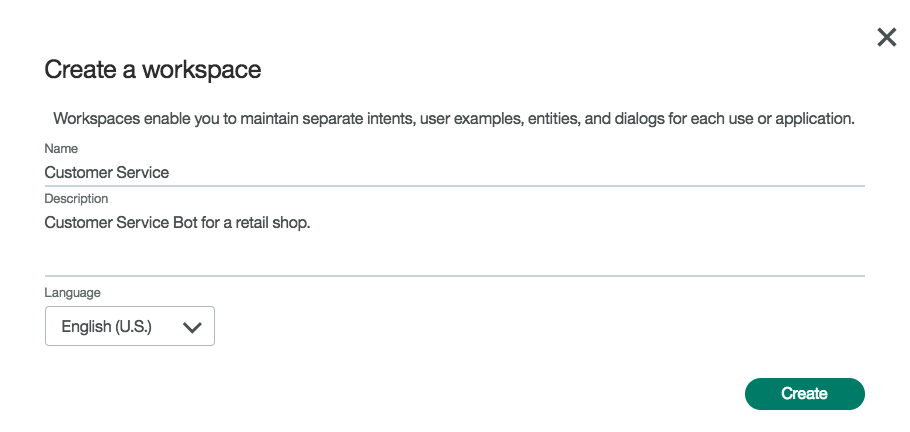 Create a workspace
Workspaces enable you to maintain separate intents, user examples, entities, and dialogs for each use or application.
Name
Customer Service
Description
Customer Service Bot for a retail shop.
Language
English (U.S.)
Create